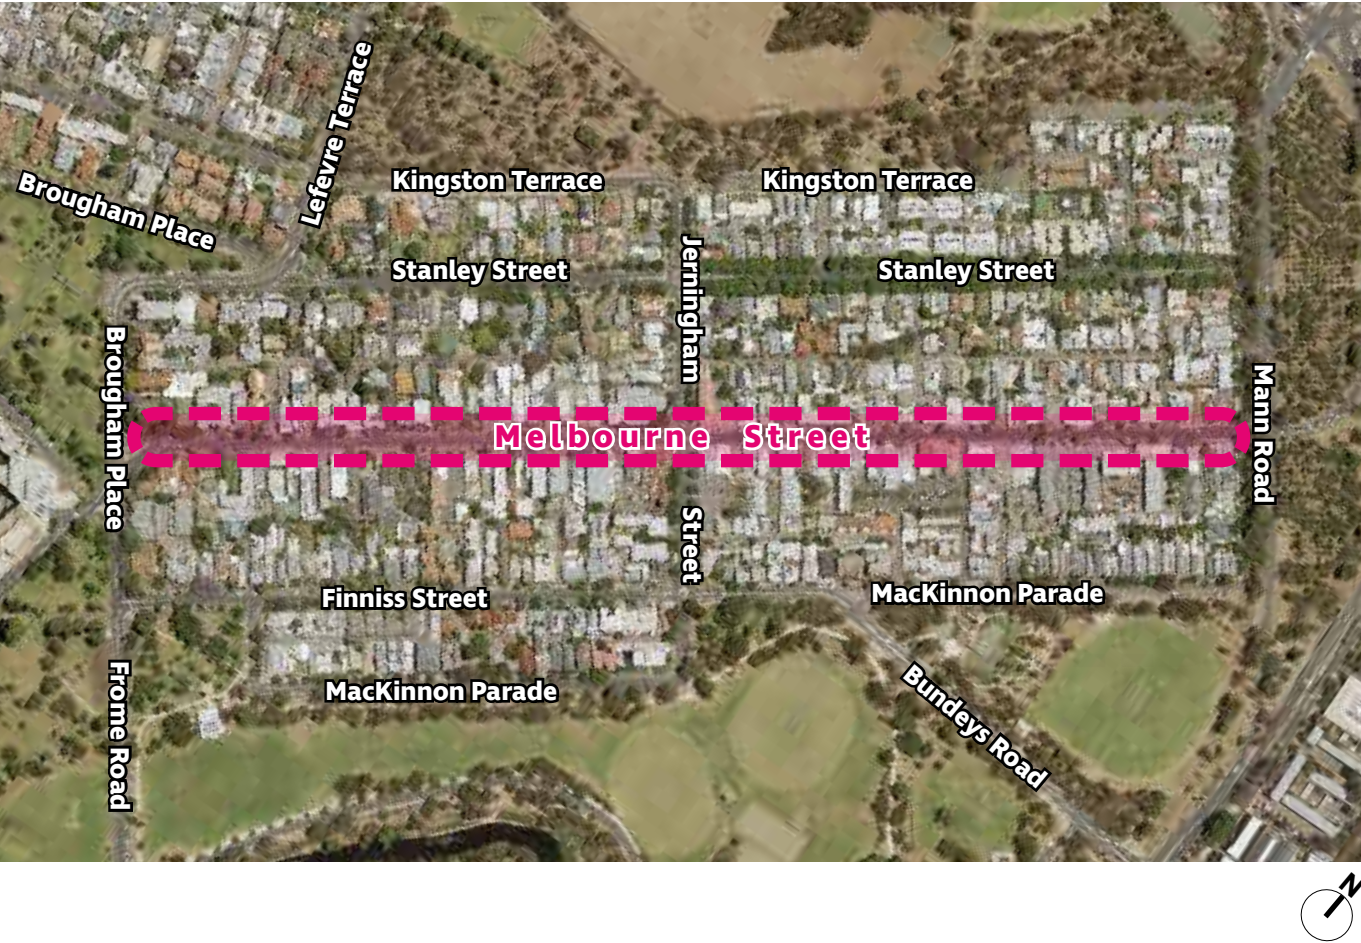 Lefevre Terrace
Brougham Place
Kingston Terrace
Kingston Terrace
Stanley Street
Stanley Street
Jerningham
Street
Brougham Place
Melbourne Street
Mann Road
Finniss Street
MacKinnon Parade
MacKinnon Parade
Frome Road
Bundeys Road
N